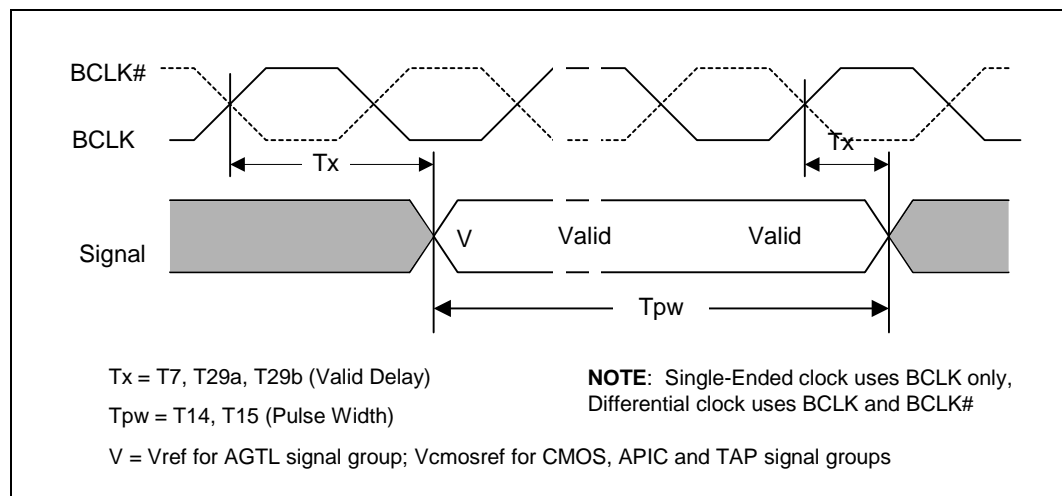 BCLK#
BCLK
Tx
Tx
Signal
V
Valid
Valid
Tpw
Tx = T7, T29a, T29b (Valid Delay)
Tpw = T14, T15 (Pulse Width)
V = Vref for AGTL signal group; Vcmosref for CMOS, APIC and TAP signal groups
NOTE: Single-Ended clock uses BCLK only,
Differential clock uses BCLK and BCLK#